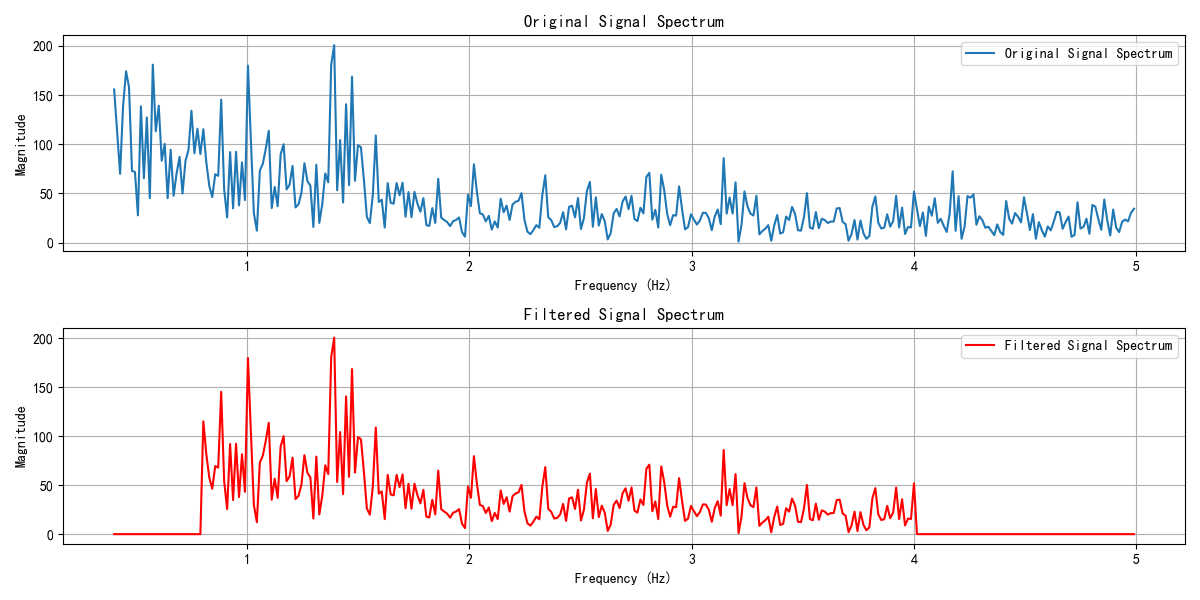 Original Signal Spectrum
Original Signal Spectrum
Magnitude
200
150
100
50
0
1
2
3
4
5
Frequency (Hz)
Filtered Signal Spectrum
Filtered Signal Spectrum
Magnitude
200
150
100
50
0
1
2
3
4
5
Frequency (Hz)